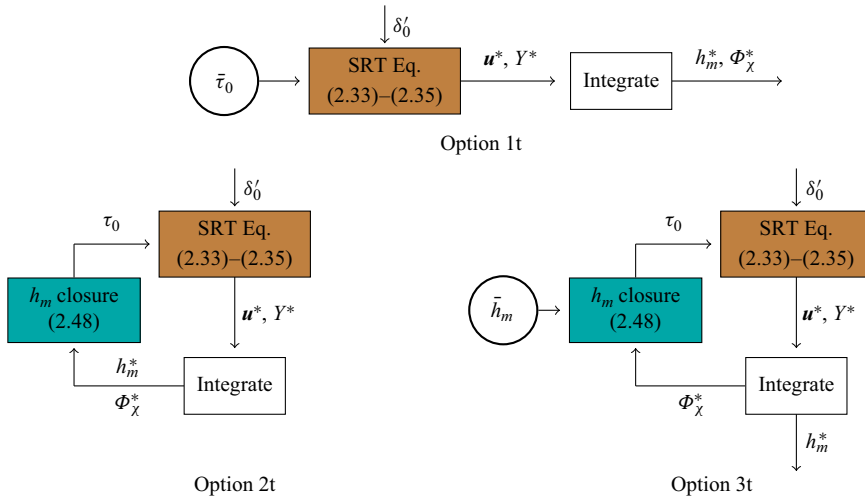 δ′₀
τ̄₀
SRT Eq.
(2.33)–(2.35)
u*, Y*
Integrate
h*ₘ, Φ*ᵪ
Option 1t
δ′₀
τ₀
SRT Eq.
(2.33)–(2.35)
hₘ closure
(2.48)
u*, Y*
h*ₘ
Φ*ᵪ
Integrate
Option 2t
δ′₀
τ₀
SRT Eq.
(2.33)–(2.35)
h̄ₘ
hₘ closure
(2.48)
u*, Y*
Φ*ᵪ
Integrate
h*ₘ
Option 3t